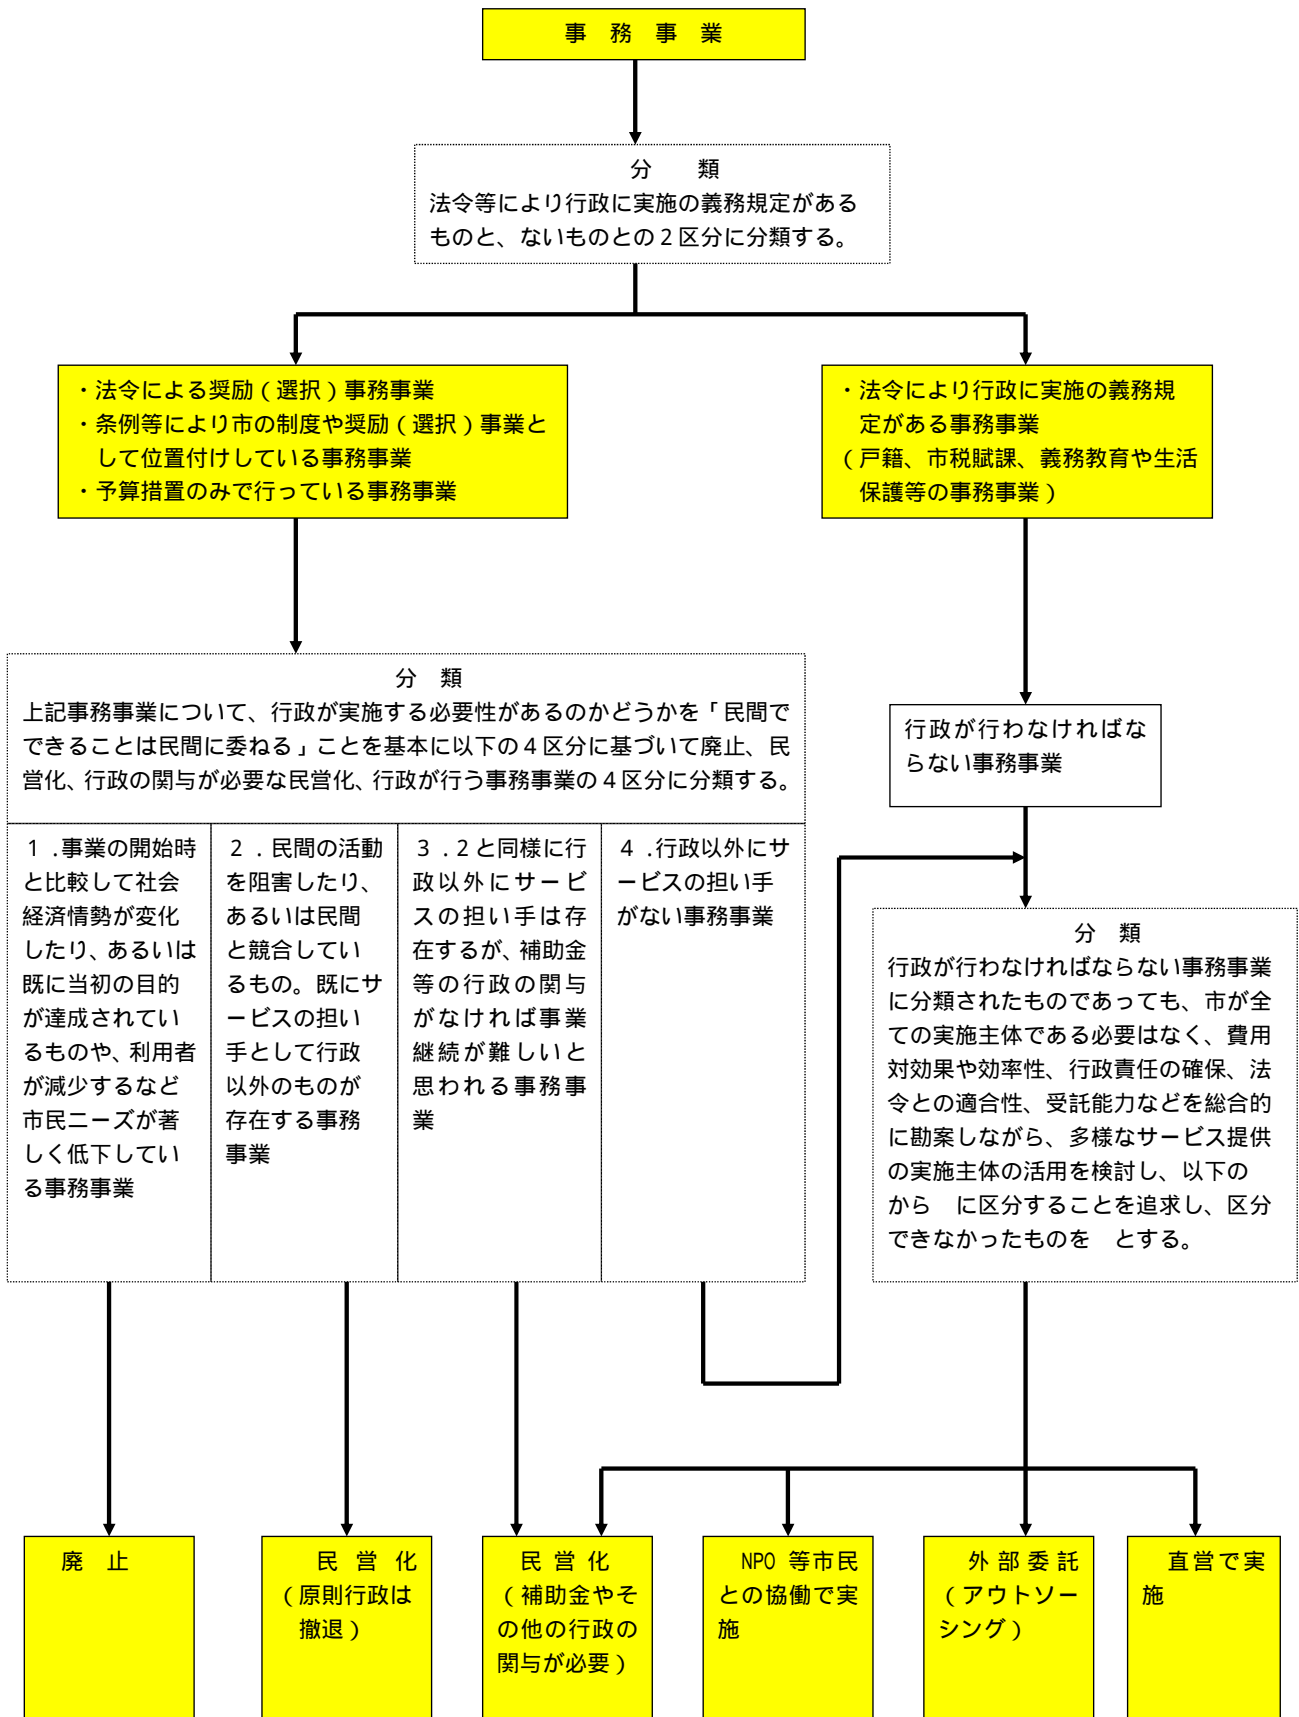 事務事業
分類
法令等により行政に実施の義務規定がある
ものと、ないものとの２区分に分類する。
・法令による奨励（選択）事務事業
・条例等により市の制度や奨励（選択）事業と
して位置付けしている事務事業
・予算措置のみで行っている事務事業
・法令により行政に実施の義務規
定がある事務事業
（戸籍、市税賦課、義務教育や生活
保護等の事務事業）
分類
上記事務事業について、行政が実施する必要性があるのかどうかを「民間で
できることは民間に委ねる」ことを基本に以下の４区分に基づいて廃止、民
営化、行政の関与が必要な民営化、行政が行う事務事業の４区分に分類する。
行政が行わなければな
らない事務事業
１.事業の開始時
と比較して社会
経済情勢が変化
したり、あるいは
既に当初の目的
が達成されてい
るものや、利用者
が減少するなど
市民ニーズが著
しく低下してい
る事務事業
２．民間の活動
を阻害したり、
あるいは民間
と競合してい
るもの。既にサ
ービスの担い
手として行政
以外のものが
存在する事務
事業
３.２と同様に行
政以外にサービ
スの担い手は存
在するが、補助金
等の行政の関与
がなければ事業
継続が難しいと
思われる事務事
業
４.行政以外にサ
ービスの担い手
がない事務事業
分類
行政が行わなければならない事務事業
に分類されたものであっても、市が全
ての実施主体である必要はなく、費用
対効果や効率性、行政責任の確保、法
令との適合性、受託能力などを総合的
に勘案しながら、多様なサービス提供
の実施主体の活用を検討し、以下の
から　に区分することを追求し、区分
できなかったものを　とする。
廃止
民営化
（原則行政は
撤退）
民営化
（補助金やそ
の他の行政の
関与が必要）
NPO 等市民
との協働で実
施
外部委託
（アウトソー
シング）
直営で実
施